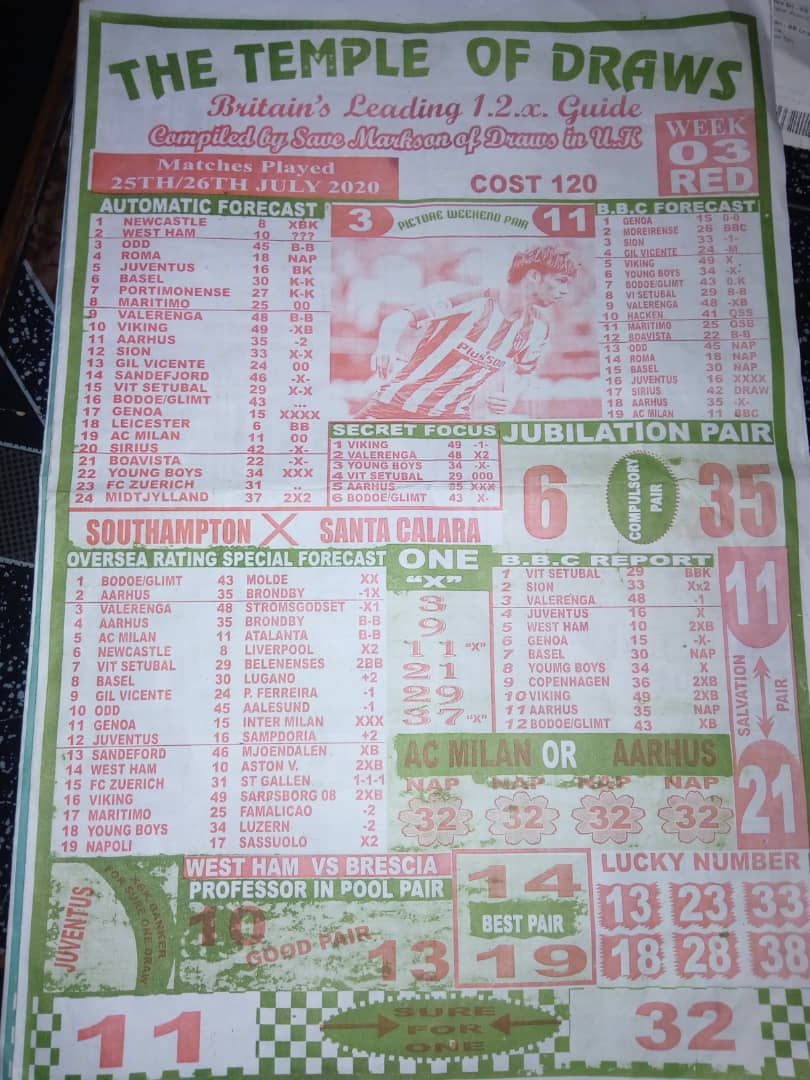 THE TEMPLE OF DRAWS
Britain's Leading 1.2.x. Guide
Compiled by Save Markson of Draws in U.K
WEEK
03
RED
Matches Played
25TH/26TH JULY 2020
COST 120
AUTOMATIC FORECAST
1 NEWCASTLE 8 XBK
2 WEST HAM 10 ???
3 ODD 45 B-B
4 ROMA 18 NAP
5 JUVENTUS 16 BK
6 BASEL 30 K-K
7 PORTIMONENSE 27 K-K
8 MARITIMO 25 00
9 VALERENGA 48 B-B
10 VIKING 49 -XB
11 AARHUS 35 -2
12 SION 33 X-X
13 GIL VICENTE 24 00
14 SANDEFJORD 46 -X-
15 VIT SETUBAL 29 X-X
16 BODOE/GLIMT 43 ...
17 GENOA 15 XXXX
18 LEICESTER 6 BB
19 AC MILAN 11 00
20 SIRIUS 42 -X-
21 BOAVISTA 22 -X-
22 YOUNG BOYS 34 XXX
23 FC ZUERICH 31 ..
24 MIDTJYLLAND 37 2X2
3 PICTURE WEEKEND PAIR 11
Plus500
B.B.C FORECAST
1 GENOA 15 0-0
2 MOREIRENSE 26 BBC
3 SION 33 -1-
4 GIL VICENTE 24 -M
5 VIKING 49 X
6 YOUNG BOYS 34 -X-
7 BODOE/GLIMT 43 0.K
8 VI SETUBAL 29 B-B
9 VALERENGA 48 -XB
10 HACKEN 41 QSS
11 MARITIMO 25 GSB
12 BOAVISTA 22 B-B
13 ODD 45 NAP
14 ROMA 18 NAP
15 BASEL 30 NAP
16 JUVENTUS 16 XXXX
17 SIRIUS 42 DRAW
18 AARHUS 35 -X-
19 AC MILAN 11 BBC
SECRET FOCUS
1 VIKING 49 -1-
2 VALERENGA 48 X2
3 YOUNG BOYS 34 -X-
4 VIT SETUBAL 29 000
5 AARHUS 35 XXX
6 BODOE/GLIMT 43 X-
JUBILATION PAIR
6 COMPULSORY PAIR 35
SOUTHAMPTON X SANTA CALARA
OVERSEA RATING SPECIAL FORECAST
1 BODOE/GLIMT 43 MOLDE XX
2 AARHUS 35 BRONDBY -1X
3 VALERENGA 48 STROMSGODSET -X1
4 AARHUS 35 BRONDBY B-B
5 AC MILAN 11 ATALANTA B-B
6 NEWCASTLE 8 LIVERPOOL X2
7 VIT SETUBAL 29 BELENENSES 2BB
8 BASEL 30 LUGANO +2
9 GIL VICENTE 24 P. FERREIRA -1
10 ODD 45 AALESUND -1
11 GENOA 15 INTER MILAN XXX
12 JUVENTUS 16 SAMPDORIA +2
13 SANDEFORD 46 MJOENDALEN XB
14 WEST HAM 10 ASTON V. 2XB
15 FC ZUERICH 31 ST GALLEN 1-1-1
16 VIKING 49 SARPSBORG 08 2XB
17 MARITIMO 25 FAMALICAO -2
18 YOUNG BOYS 34 LUZERN -2
19 NAPOLI 17 SASSUOLO X2
ONE
"X"
3
9
11 "X"
21
29
37 "X"
B.B.C REPORT
1 VIT SETUBAL 29 BBK
2 SION 33 Xx2
3 VALERENGA 48 -1
4 JUVENTUS 16 X
5 WEST HAM 10 2XB
6 GENOA 15 -X-
7 BASEL 30 NAP
8 YOUMG BOYS 34 X
9 COPENHAGEN 36 2XB
10 VIKING 49 2XB
11 AARHUS 35 NAP
12 BODOE/GLIMT 43 XB
11
SALVATION PAIR
21
AC MILAN OR AARHUS
NAP NAP NAP NAP
32 32 32 32
JUVENTUS
XBK BANKER
FOR SURE ONE DRAW
WEST HAM VS BRESCIA
PROFESSOR IN POOL PAIR
10
GOOD PAIR
13
14
BEST PAIR
19
LUCKY NUMBER
13 23 33
18 28 38
11
SURE
FOR
ONE
32